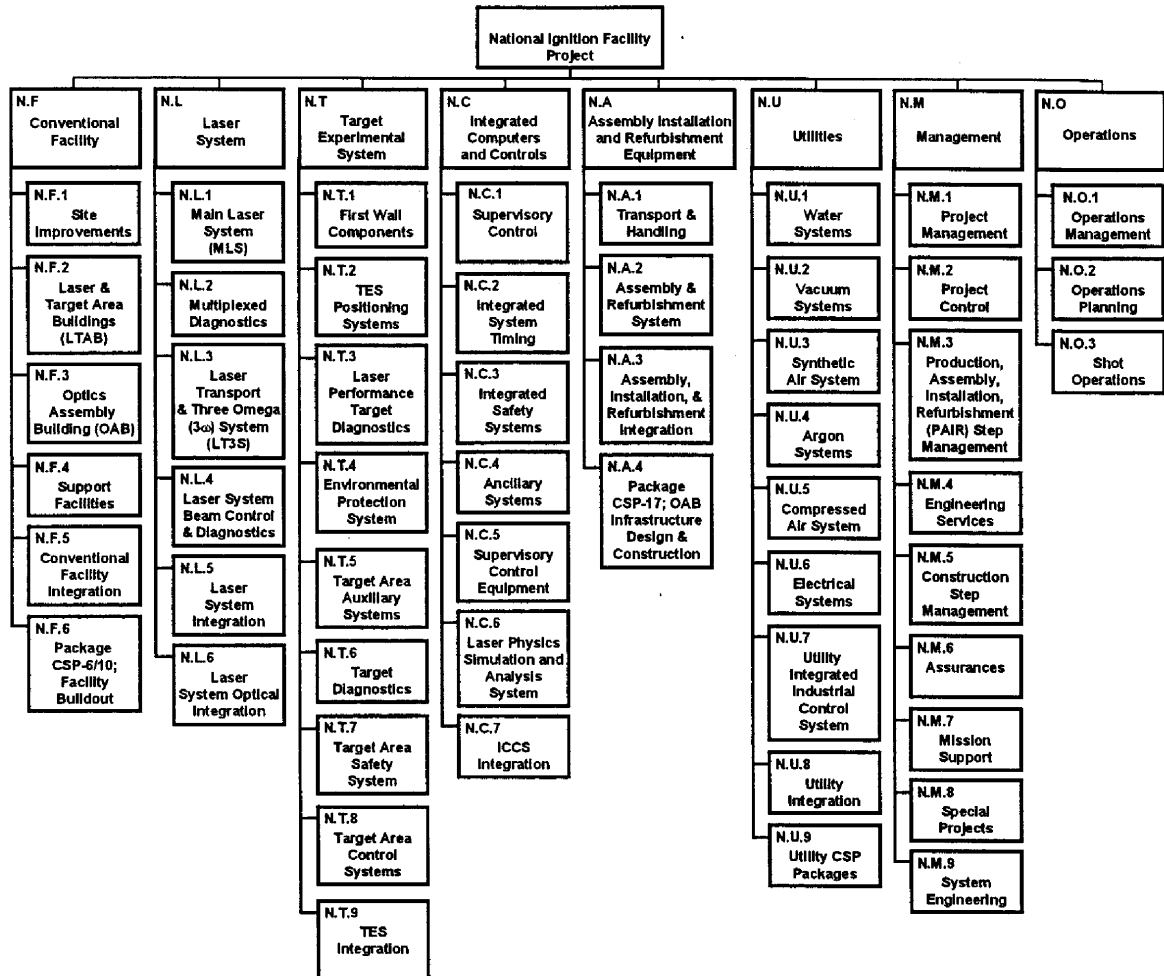 National Ignition Facility
Project
N.F
Conventional
Facility
N.F.1
Site
Improvements
N.F.2
Laser &
Target Area
Buildings
(LTAB)
N.F.3
Optics
Assembly
Building (OAB)
N.F.4
Support
Facilities
N.F.5
Conventional
Facility
Integration
N.F.6
Package
CSP-6/10;
Facility
Buildout
N.L
Laser
System
N.L.1
Main Laser
System
(MLS)
N.L.2
Multiplexed
Diagnostics
N.L.3
Laser
Transport
& Three Omega
(3ω) System
(LT3S)
N.L.4
Laser System
Beam Control
& Diagnostics
N.L.5
Laser
System
Integration
N.L.6
Laser
System Optical
Integration
N.T
Target
Experimental
System
N.T.1
First Wall
Components
N.T.2
TES
Positioning
Systems
N.T.3
Laser
Performance
Target
Diagnostics
N.T.4
Environmental
Protection
System
N.T.5
Target Area
Auxiliary
Systems
N.T.6
Target
Diagnostics
N.T.7
Target Area
Safety
System
N.T.8
Target Area
Control
Systems
N.T.9
TES
Integration
N.C
Integrated
Computers
and Controls
N.C.1
Supervisory
Control
N.C.2
Integrated
System
Timing
N.C.3
Integrated
Safety
Systems
N.C.4
Ancillary
Systems
N.C.5
Supervisory
Control
Equipment
N.C.6
Laser Physics
Simulation and
Analysis
System
N.C.7
ICCS
Integration
N.A
Assembly Installation
and Refurbishment
Equipment
N.A.1
Transport &
Handling
N.A.2
Assembly &
Refurbishment
System
N.A.3
Assembly,
Installation, &
Refurbishment
Integration
N.A.4
Package
CSP-17; OAB
Infrastructure
Design &
Construction
N.U
Utilities
N.U.1
Water
Systems
N.U.2
Vacuum
Systems
N.U.3
Synthetic
Air System
N.U.4
Argon
Systems
N.U.5
Compressed
Air System
N.U.6
Electrical
Systems
N.U.7
Utility
Integrated
Industrial
Control
System
N.U.8
Utility
Integration
N.U.9
Utility CSP
Packages
N.M
Management
N.M.1
Project
Management
N.M.2
Project
Control
N.M.3
Production,
Assembly,
Installation,
Refurbishment
(PAIR) Step
Management
N.M.4
Engineering
Services
N.M.5
Construction
Step
Management
N.M.6
Assurances
N.M.7
Mission
Support
N.M.8
Special
Projects
N.M.9
System
Engineering
N.O
Operations
N.O.1
Operations
Management
N.O.2
Operations
Planning
N.O.3
Shot
Operations